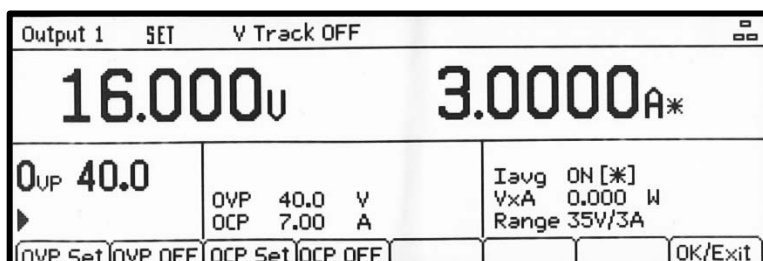 Output 1 SET V Track OFF
16.000V 3.0000A*
OVP 40.0
OVP 40.0 V
OCP 7.00 A
Iavg ON [*]
VxA 0.000 W
Range 35V/3A
OVP Set OVP OFF OCP Set OCP OFF OK/Exit